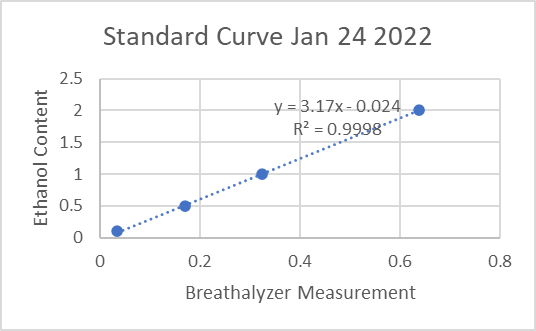 Standard Curve Jan 24 2022
2.5
2
1.5
1
0.5
0
Ethanol Content
y = 3.17x - 0.024
R² = 0.9998
0 0.2 0.4 0.6 0.8
Breathalyzer Measurement